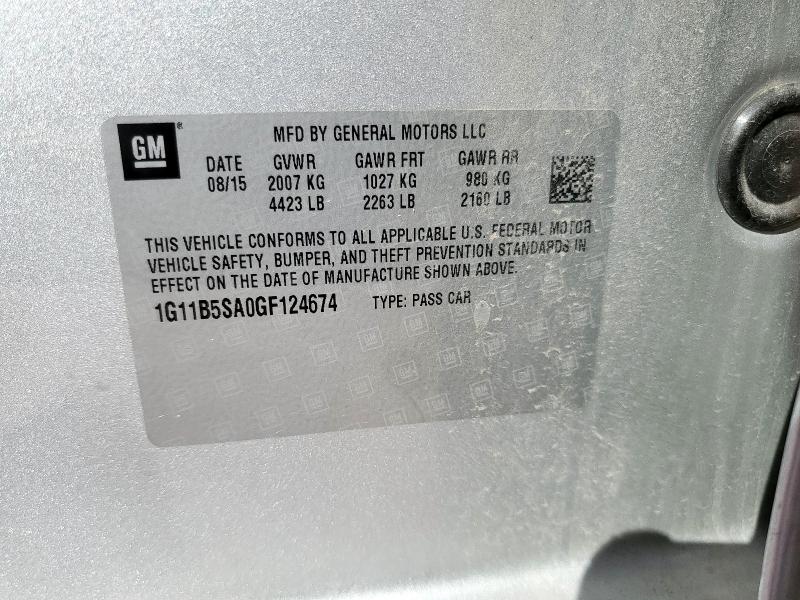 GM
MFD BY GENERAL MOTORS LLC
DATE GVWR GAWR FRT GAWR RR
08/15 2007 KG 1027 KG 980 KG
4423 LB 2263 LB 2160 LB
THIS VEHICLE CONFORMS TO ALL APPLICABLE U.S. FEDERAL MOTOR
VEHICLE SAFETY, BUMPER, AND THEFT PREVENTION STANDARDS IN
EFFECT ON THE DATE OF MANUFACTURE SHOWN ABOVE.
1G11B5SA0GF124674 TYPE: PASS CAR